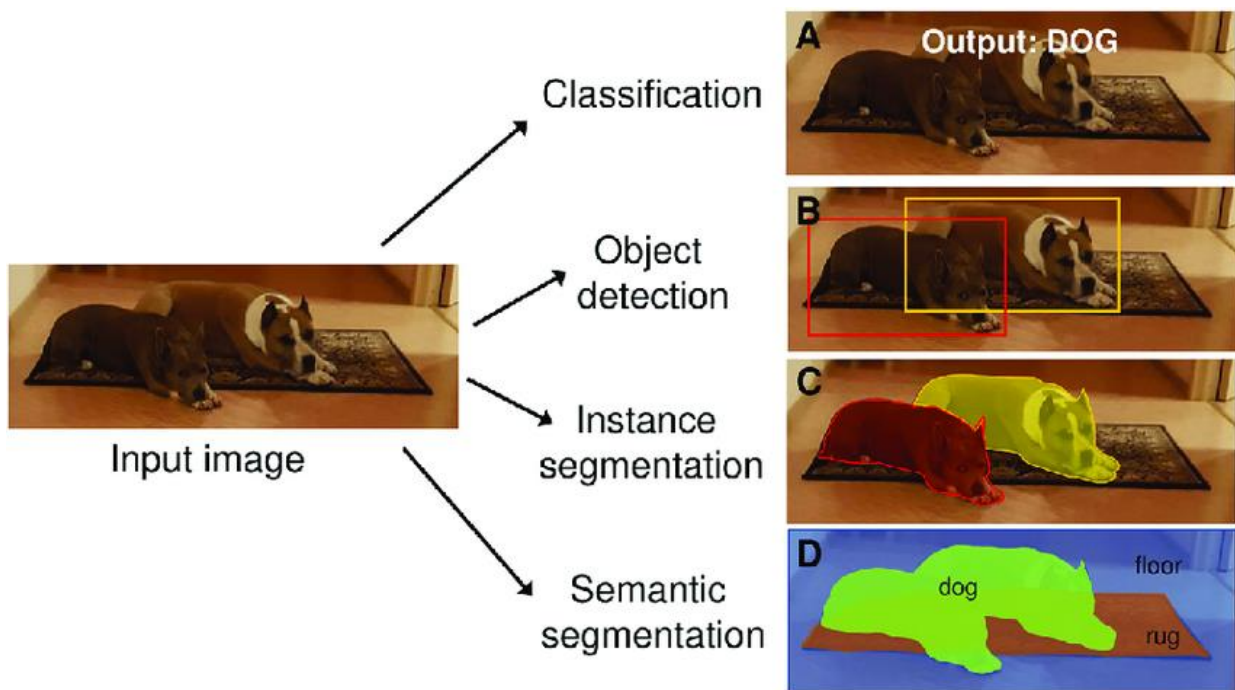 Classification
Object
detection
Instance
segmentation
Semantic
segmentation
Input image
A
Output: DOG
B
C
D
dog
floor
rug